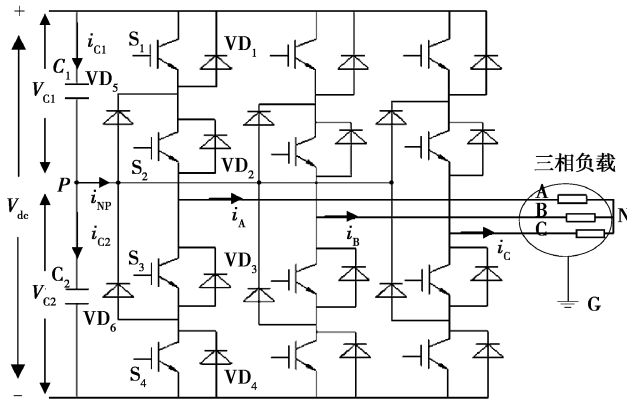 +
i_C1
S_1
VD_1
C_1
VD_5
V_C1
S_2
VD_2
三相负载
P
i_NP
A
N
V_dc
i_A
B
i_B
C
i_C
i_C2
S_3
VD_3
C_2
V_C2
VD_6
G
S_4
VD_4
−